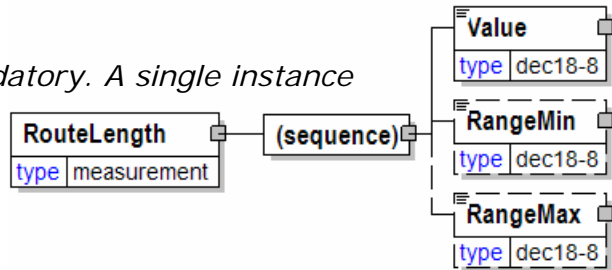 Value
type dec18-8
datory. A single instance
RangeMin
type dec18-8
RouteLength
type measurement
(sequence)
RangeMax
type dec18-8